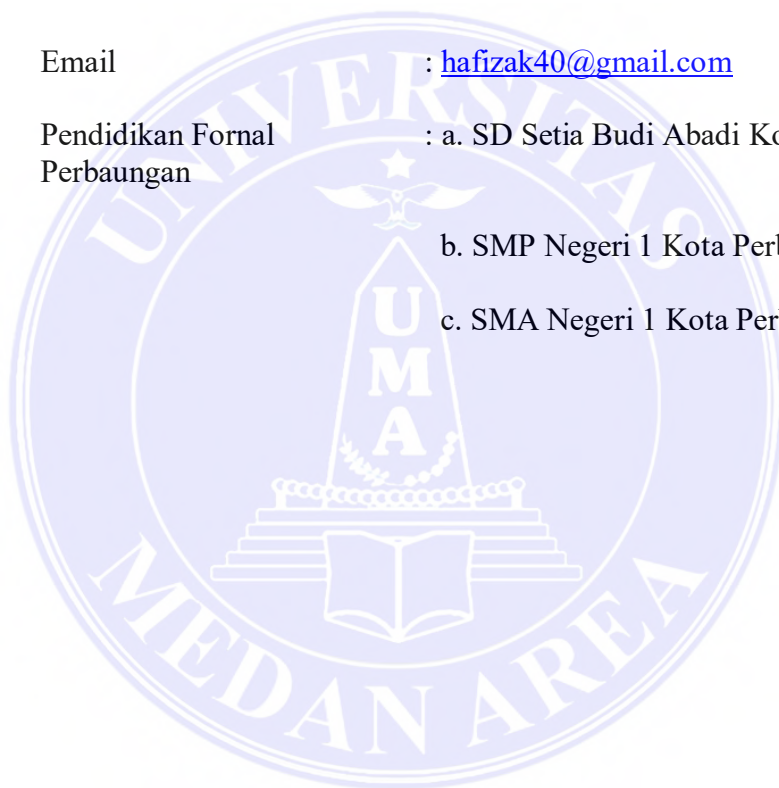 Email : hafizak40@gmail.com
Pendidikan Fornal : a. SD Setia Budi Abadi
Perbaungan
b. SMP Negeri 1 Kota
c. SMA Negeri 1 Kota
UNIVERSITAS
UMA
MEDAN AREA